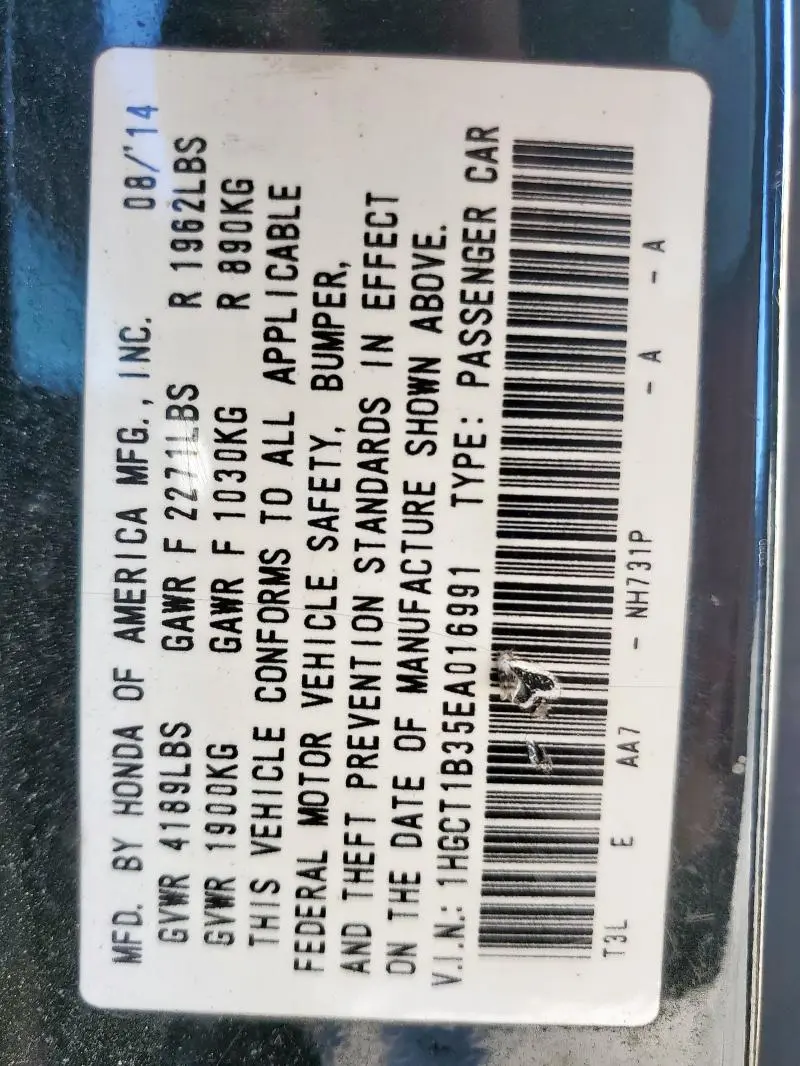 MFD. BY HONDA OF AMERICA MFG., INC. 08/'14
GVWR 4189LBS GAWR F 2271LBS R 1962LBS
GVWR 1900KG GAWR F 1030KG R 890KG
THIS VEHICLE CONFORMS TO ALL APPLICABLE
FEDERAL MOTOR VEHICLE SAFETY, BUMPER,
AND THEFT PREVENTION STANDARDS IN EFFECT
ON THE DATE OF MANUFACTURE SHOWN ABOVE.
V.I.N.: 1HGCT1B35EA016991 TYPE: PASSENGER CAR
T3L E AA7 - NH731P - A - A